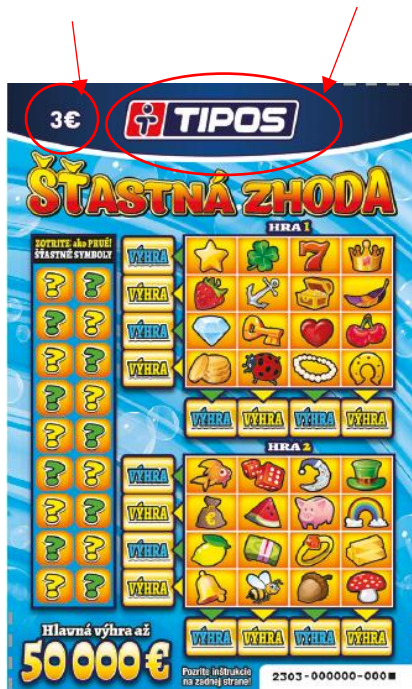 3€
TIPOS
ŠŤASTNÁ ZHODA
HRA 1
ZOTRITE ako PRVÉ!
ŠŤASTNÉ SYMBOLY
VÝHRA
VÝHRA
VÝHRA
VÝHRA
VÝHRA VÝHRA VÝHRA VÝHRA
HRA 2
VÝHRA
VÝHRA
VÝHRA
VÝHRA
VÝHRA VÝHRA VÝHRA VÝHRA
Hlavná výhra až
50 000 €
Pozrite inštrukcie
na zadnej strane!
2303-000000-000